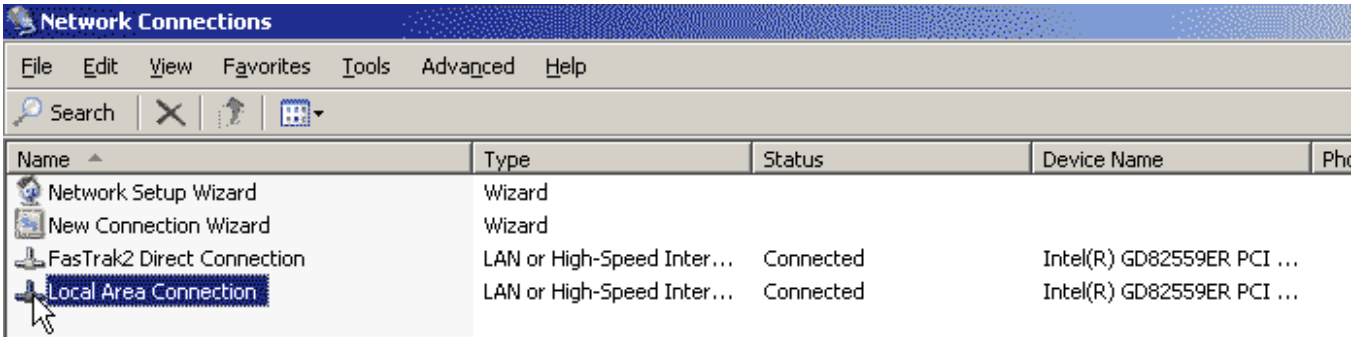 Network Connections
File Edit View Favorites Tools Advanced Help
Search
Name Type Status Device Name Pho
Network Setup Wizard Wizard
New Connection Wizard Wizard
FasTrak2 Direct Connection LAN or High-Speed Inter... Connected Intel(R) GD82559ER PCI ...
Local Area Connection LAN or High-Speed Inter... Connected Intel(R) GD82559ER PCI ...